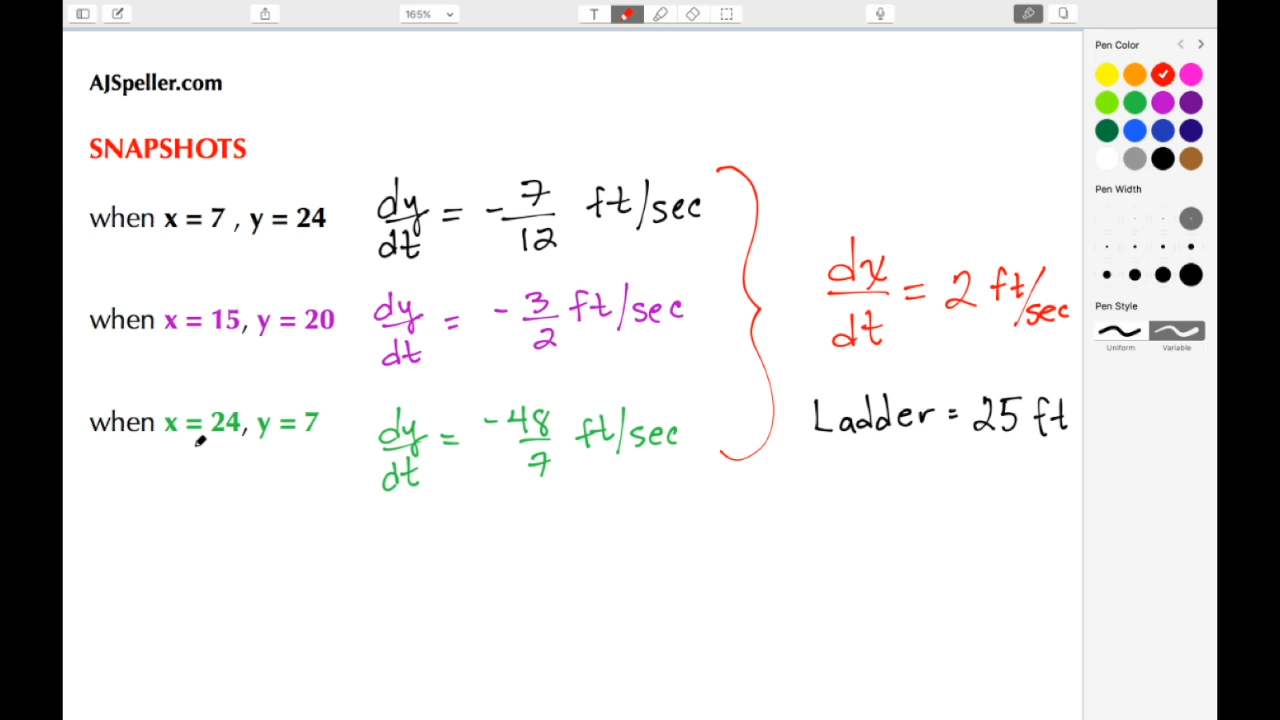 165%
T
AJSpeller.com
SNAPSHOTS
when x = 7 , y = 24 dy/dt = - 7/12 ft/sec
when x = 15, y = 20 dy/dt = - 3/2 ft/sec
when x = 24, y = 7 dy/dt = -48/7 ft/sec
dx/dt = 2 ft/sec
Ladder = 25 ft
Pen Color
Pen Width
Pen Style
Uniform Variable